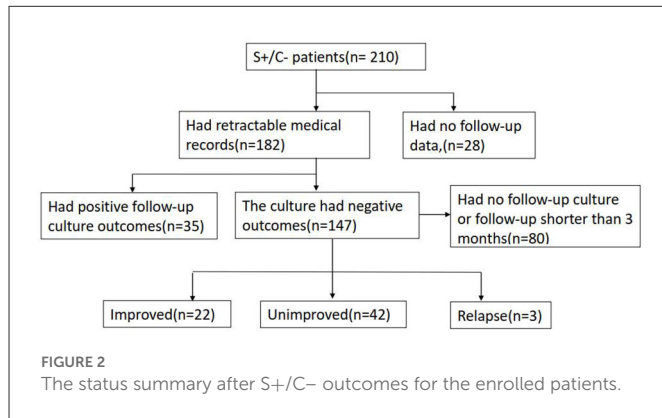 S+/C- patients(n= 210)
Had retractable medical
records(n=182)
Had no follow-up
data,(n=28)
Had positive follow-up
culture outcomes(n=35)
The culture had negative
outcomes(n=147)
Had no follow-up culture
or follow-up shorter than 3
months(n=80)
Improved(n=22)
Unimproved(n=42)
Relapse(n=3)
FIGURE 2
The status summary after S+/C− outcomes for the enrolled patients.